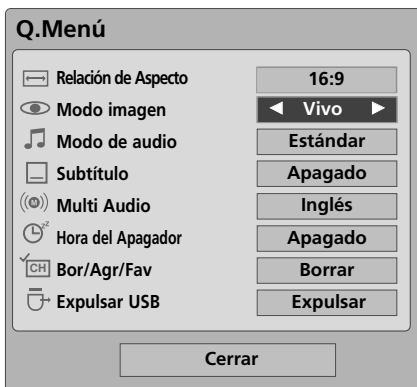 Q.Menú
Relación de Aspecto 16:9
Modo imagen Vivo
Modo de audio Estándar
Subtítulo Apagado
Multi Audio Inglés
Hora del Apagador Apagado
Bor/Agr/Fav Borrar
Expulsar USB Expulsar
Cerrar